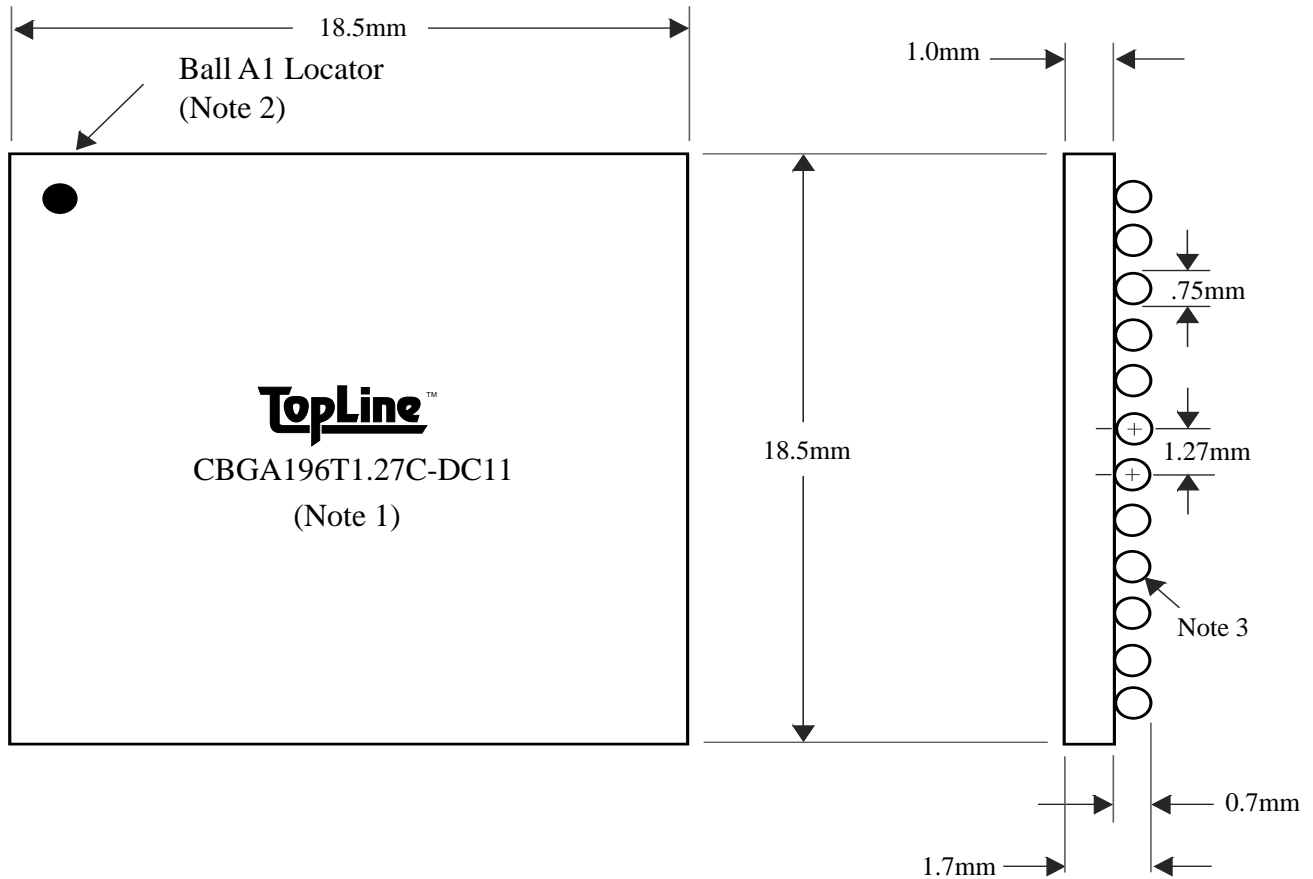 18.5mm
Ball A1 Locator
(Note 2)
1.0mm
.75mm
TopLine™
CBGA196T1.27C-DC11
(Note 1)
18.5mm
1.27mm
Note 3
0.7mm
1.7mm